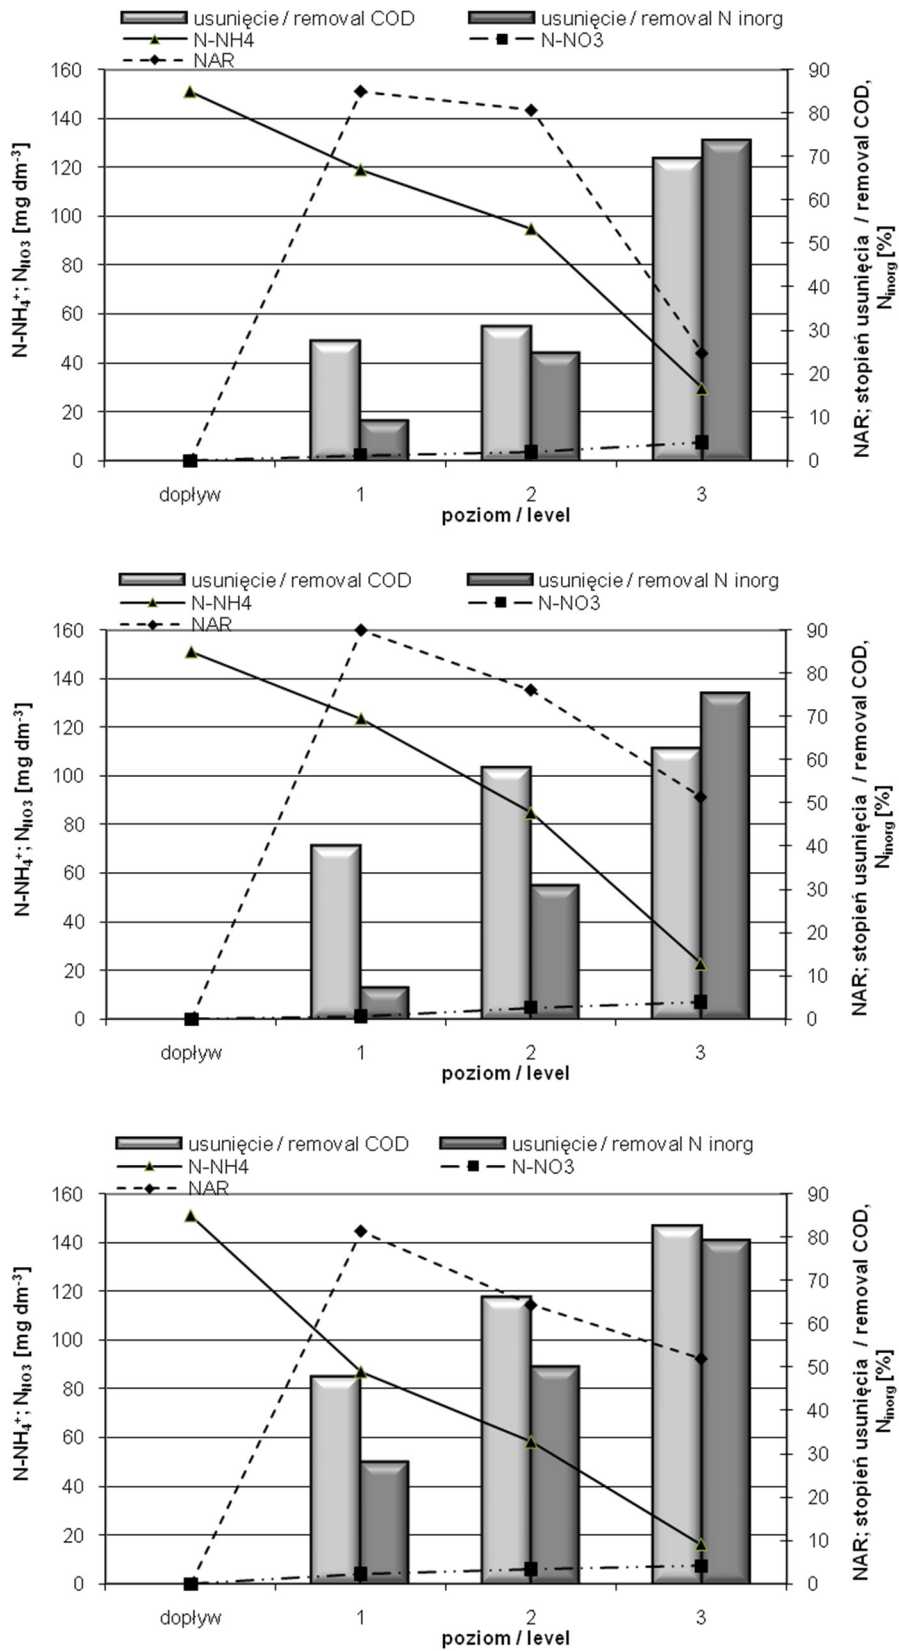 usunięcie / removal COD usunięcie / removal N inorg
N-NH4 N-NO3
NAR
160 90
140 80
120 70
100 60
80 50
60 40
40 30
20 20
0 10
0
N-NH₄⁺; N_NO3 [mg dm⁻³]
NAR; stopień usunięcia / removal COD,
N_inorg [%]
dopływ 1 2 3
poziom / level
usunięcie / removal COD usunięcie / removal N inorg
N-NH4 N-NO3
NAR
160 90
140 80
120 70
100 60
80 50
60 40
40 30
20 20
0 10
0
N-NH₄⁺; N_NO3 [mg dm⁻³]
NAR; stopień usunięcia / removal COD,
N_inorg [%]
dopływ 1 2 3
poziom / level
usunięcie / removal COD usunięcie / removal N inorg
N-NH4 N-NO3
NAR
160 90
140 80
120 70
100 60
80 50
60 40
40 30
20 20
0 10
0
N-NH₄⁺; N_NO3 [mg dm⁻³]
NAR; stopień usunięcia / removal COD,
N_inorg [%]
dopływ 1 2 3
poziom / level